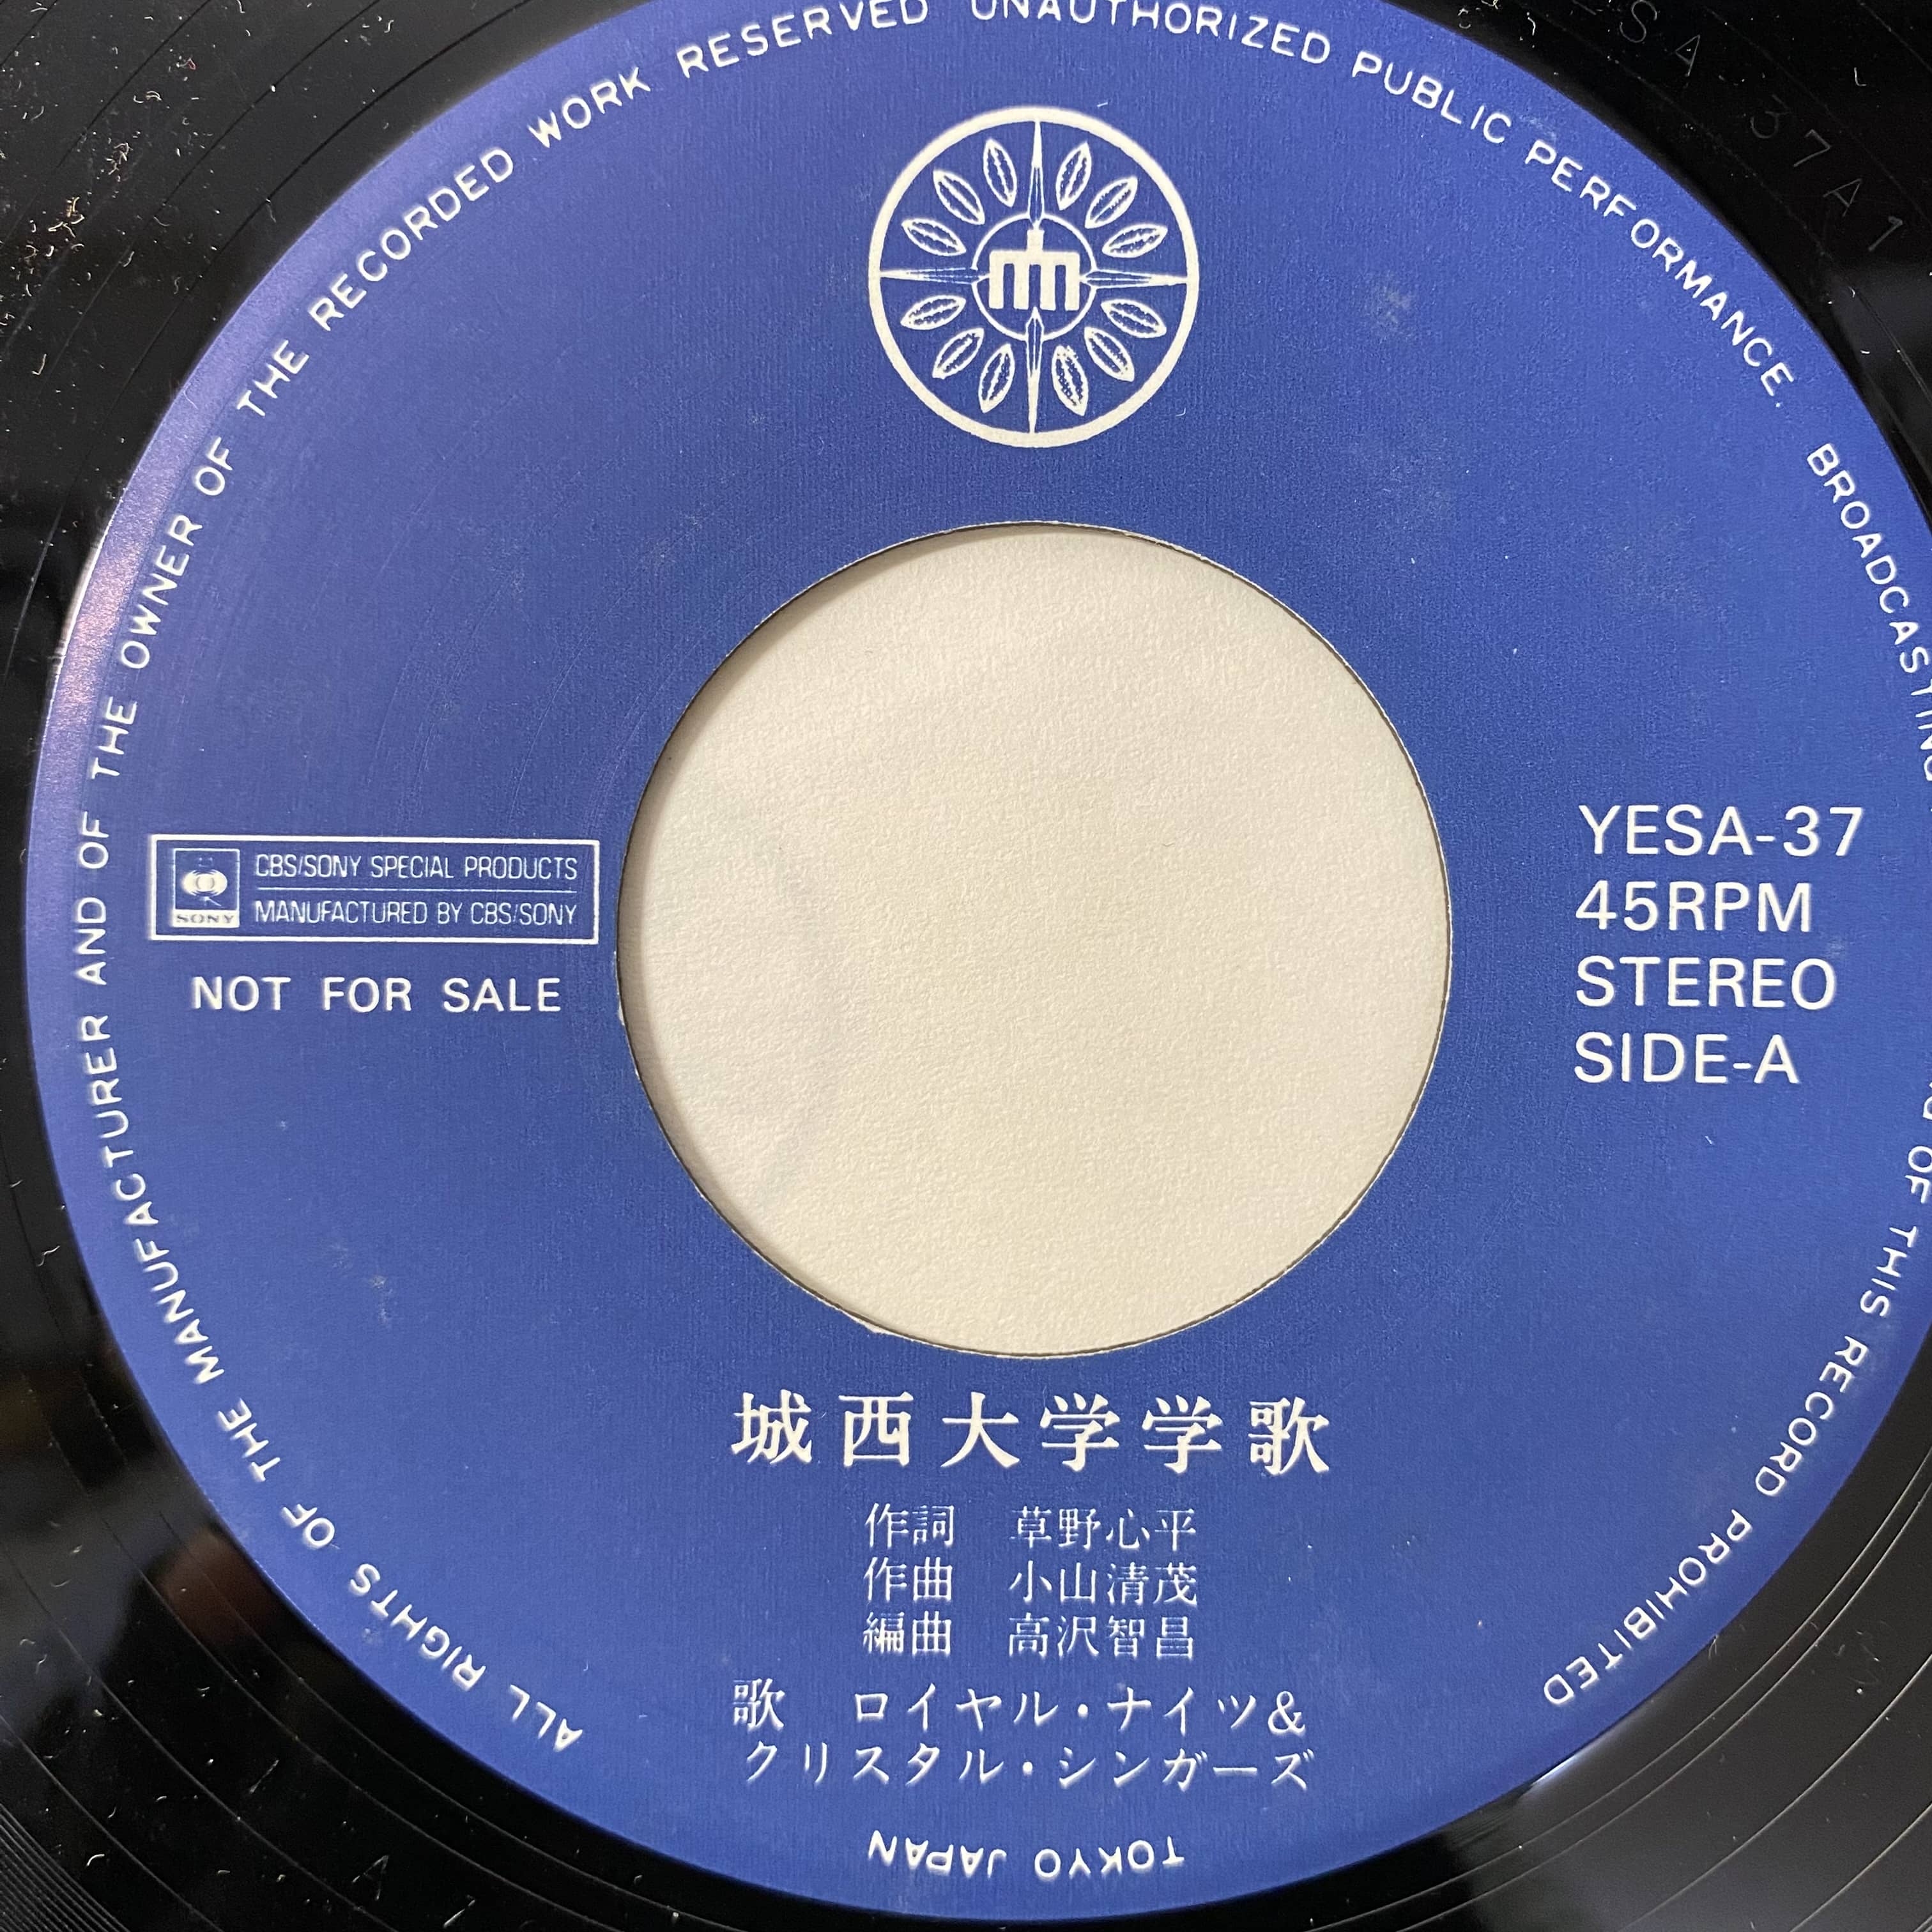 ALL RIGHTS OF THE MANUFACTURER AND OF THE OWNER OF THE RECORDED WORK RESERVED UNAUTHORIZED PUBLIC PERFORMANCE. BROADCASTING OF THIS RECORD PROHIBITED
CBS/SONY SPECIAL PRODUCTS
MANUFACTURED BY CBS/SONY
SONY
NOT FOR SALE
YESA-37
45RPM
STEREO
SIDE-A
城西大学学歌
作詞 草野心平
作曲 小山清茂
編曲 高沢智昌
歌 ロイヤル・ナイツ&
クリスタル・シンガーズ
TOKYO JAPAN